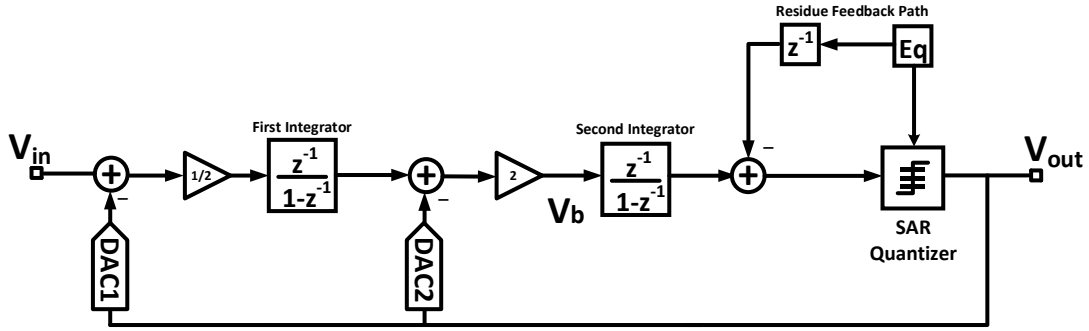 Residue Feedback Path
z⁻¹
Eq
First Integrator
Second Integrator
Vin
+
−
1/2
z⁻¹
1-z⁻¹
+
−
2
Vb
z⁻¹
1-z⁻¹
−
+
Vout
SAR
Quantizer
DAC1
DAC2